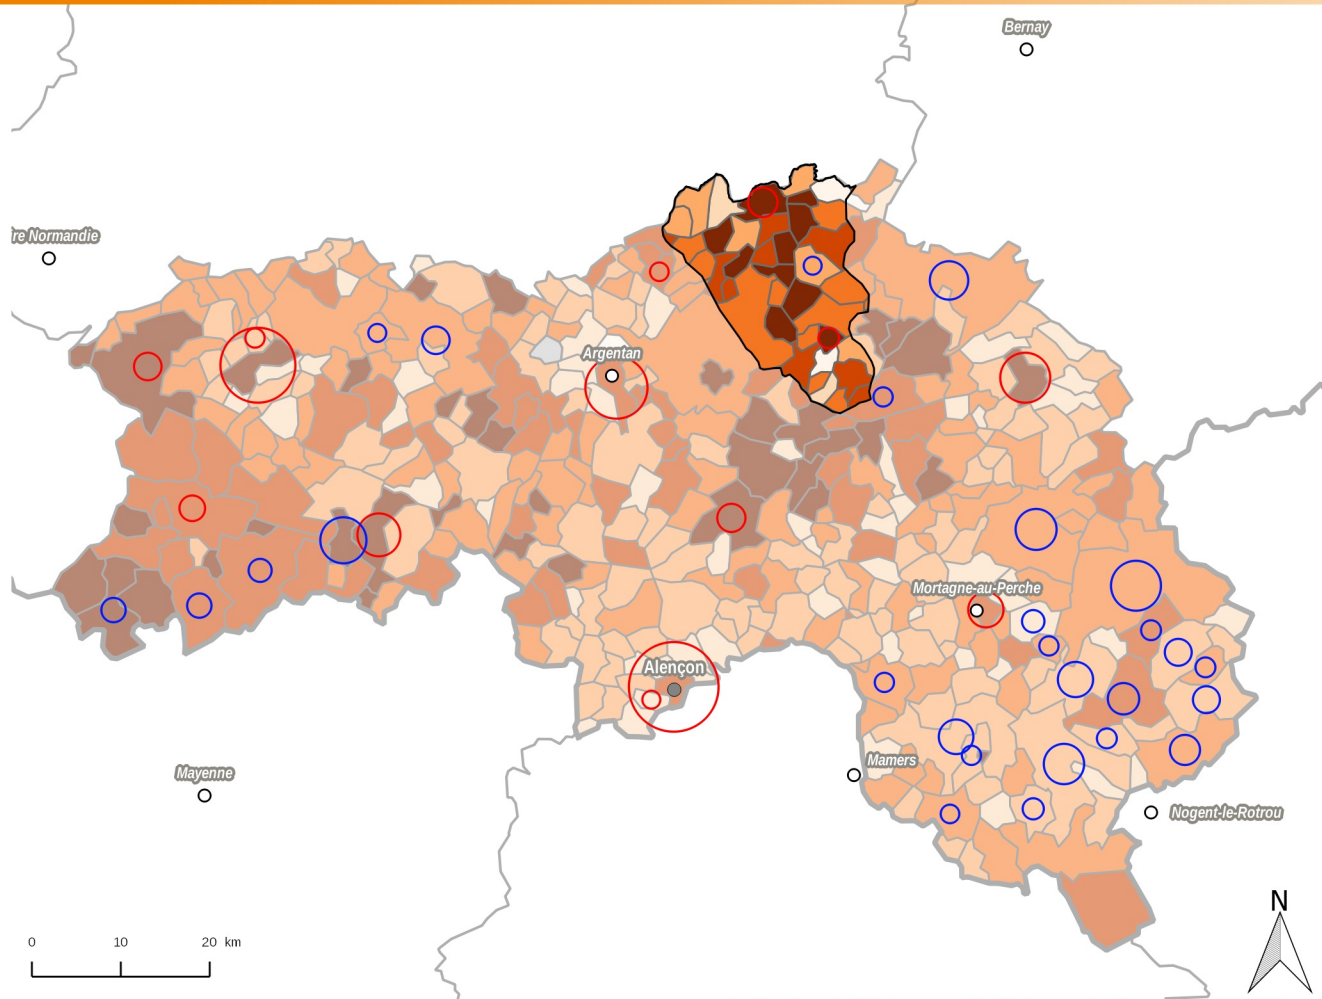 Bernay
re Normandie
Argentan
Mortagne-au-Perche
Alençon
Mamers
Mayenne
Nogent-le-Rotrou
N
0 10 20 km